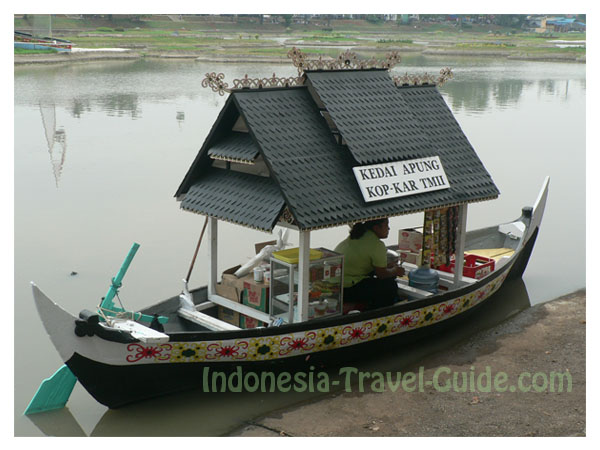 KEDAI APUNG
KOP-KAR TMII
Indonesia-Travel-Guide.com